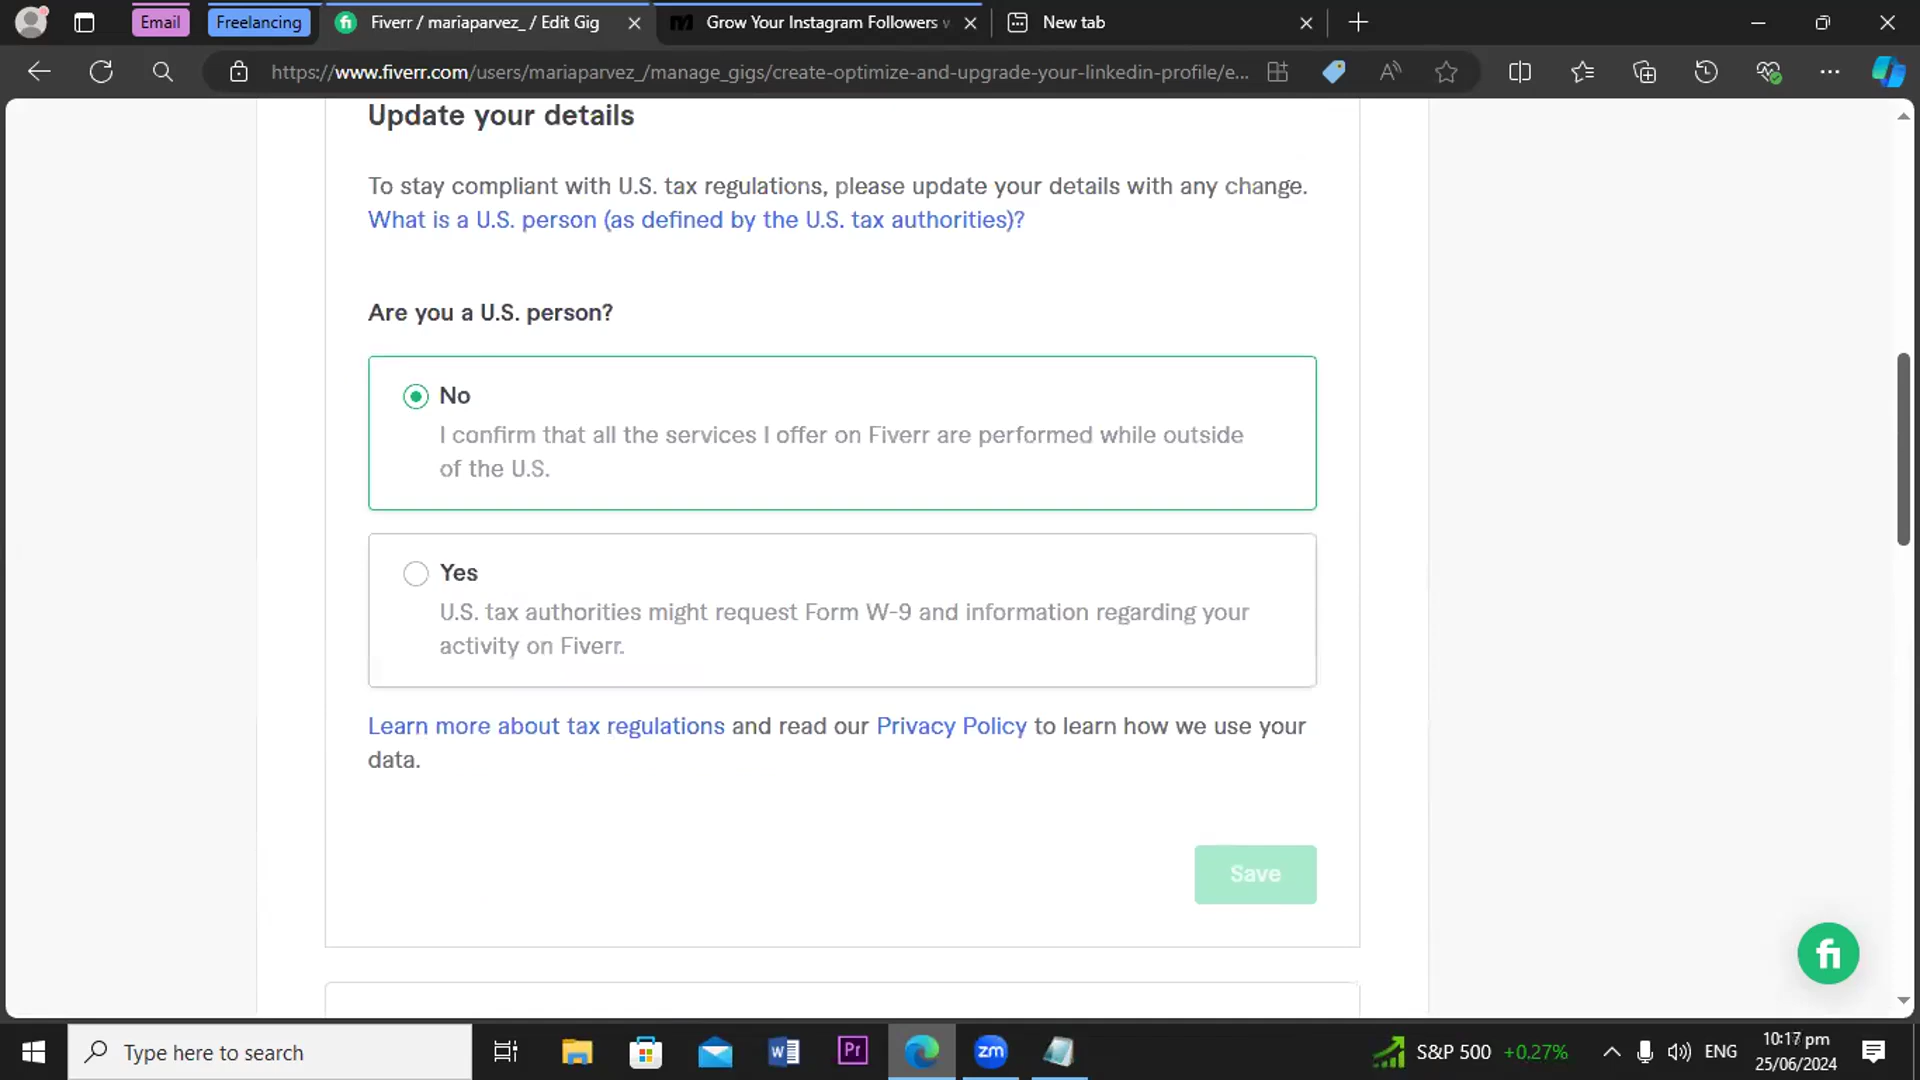 Email
Freelancing
Fiverr / mariaparvez_ / Edit Gig
Grow Your Instagram Followers
New tab
https://www.fiverr.com/users/mariaparvez_/manage_gigs/create-optimize-and-upgrade-your-linkedin-profile/e...
Update your details
To stay compliant with U.S. tax regulations, please update your details with any change.
What is a U.S. person (as defined by the U.S. tax authorities)?
Are you a U.S. person?
No
I confirm that all the services I offer on Fiverr are performed while outside
of the U.S.
Yes
U.S. tax authorities might request Form W-9 and information regarding your
activity on Fiverr.
Learn more about tax regulations and read our Privacy Policy to learn how we use your
data.
Save
fi
Type here to search
W
Pr
zm
S&P 500 +0.27%
ENG
10:17 pm
25/06/2024